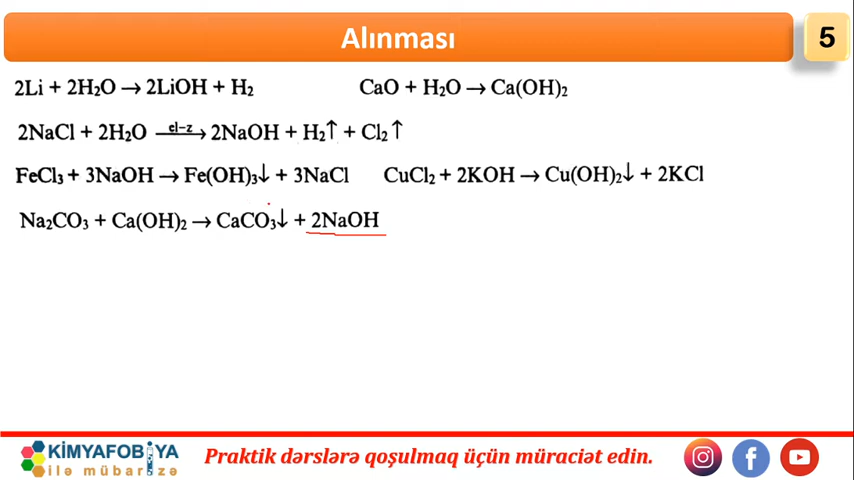 Alınması
5
2Li + 2H₂O → 2LiOH + H₂ CaO + H₂O → Ca(OH)₂
2NaCl + 2H₂O —el-z→ 2NaOH + H₂↑ + Cl₂↑
FeCl₃ + 3NaOH → Fe(OH)₃↓ + 3NaCl CuCl₂ + 2KOH → Cu(OH)₂↓ + 2KCl
Na₂CO₃ + Ca(OH)₂ → CaCO₃↓ + 2NaOH
KİMYAFOBİYA
ilə mübarizə
Praktik dərslərə qoşulmaq üçün müraciət edin.